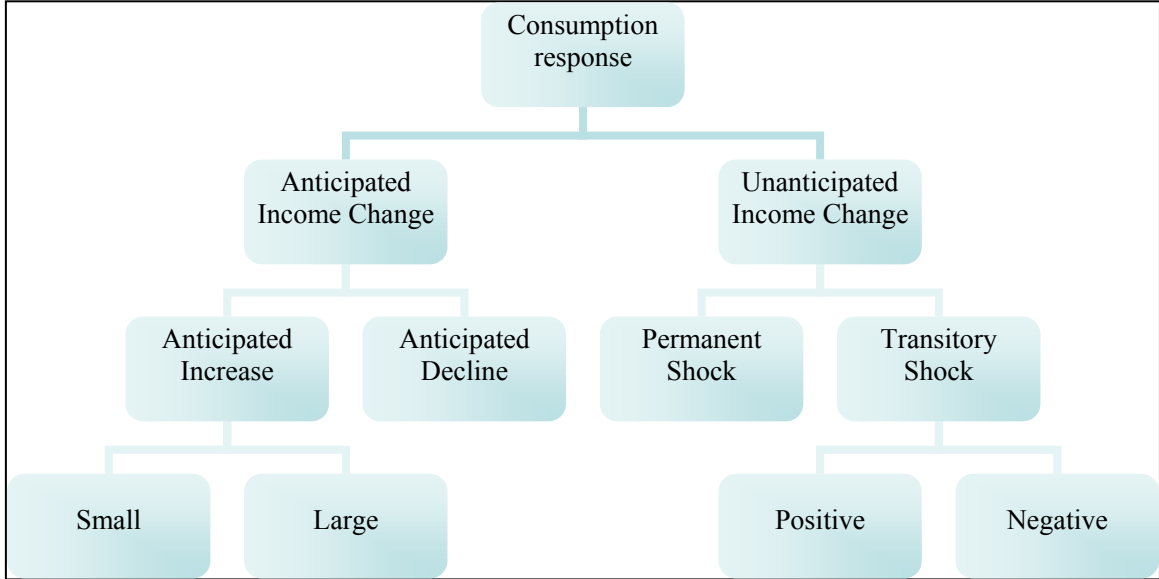 Consumption
response
Anticipated
Income Change
Unanticipated
Income Change
Anticipated
Increase
Anticipated
Decline
Permanent
Shock
Transitory
Shock
Small
Large
Positive
Negative